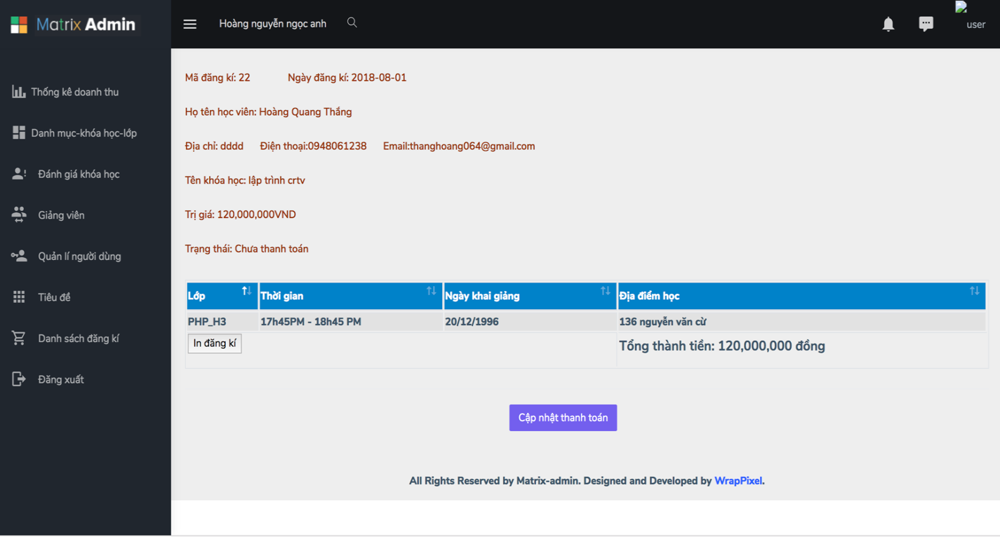 Matrix Admin
Hoàng nguyễn ngọc anh
user
Thống kê doanh thu
Danh mục-khóa học-lớp
Đánh giá khóa học
Giảng viên
Quản lí người dùng
Tiêu đề
Danh sách đăng kí
Đăng xuất
Mã đăng kí: 22 Ngày đăng kí: 2018-08-01
Họ tên học viên: Hoàng Quang Thắng
Địa chỉ: dddd Điện thoại:0948061238 Email:thanghoang064@gmail.com
Tên khóa học: lập trình crtv
Trị giá: 120,000,000VND
Trạng thái: Chưa thanh toán
Lớp Thời gian Ngày khai giảng Địa điểm học
PHP_H3 17h45PM - 18h45 PM 20/12/1996 136 nguyễn văn cừ
In đăng kí Tổng thành tiền: 120,000,000 đồng
Cập nhật thanh toán
All Rights Reserved by Matrix-admin. Designed and Developed by WrapPixel.